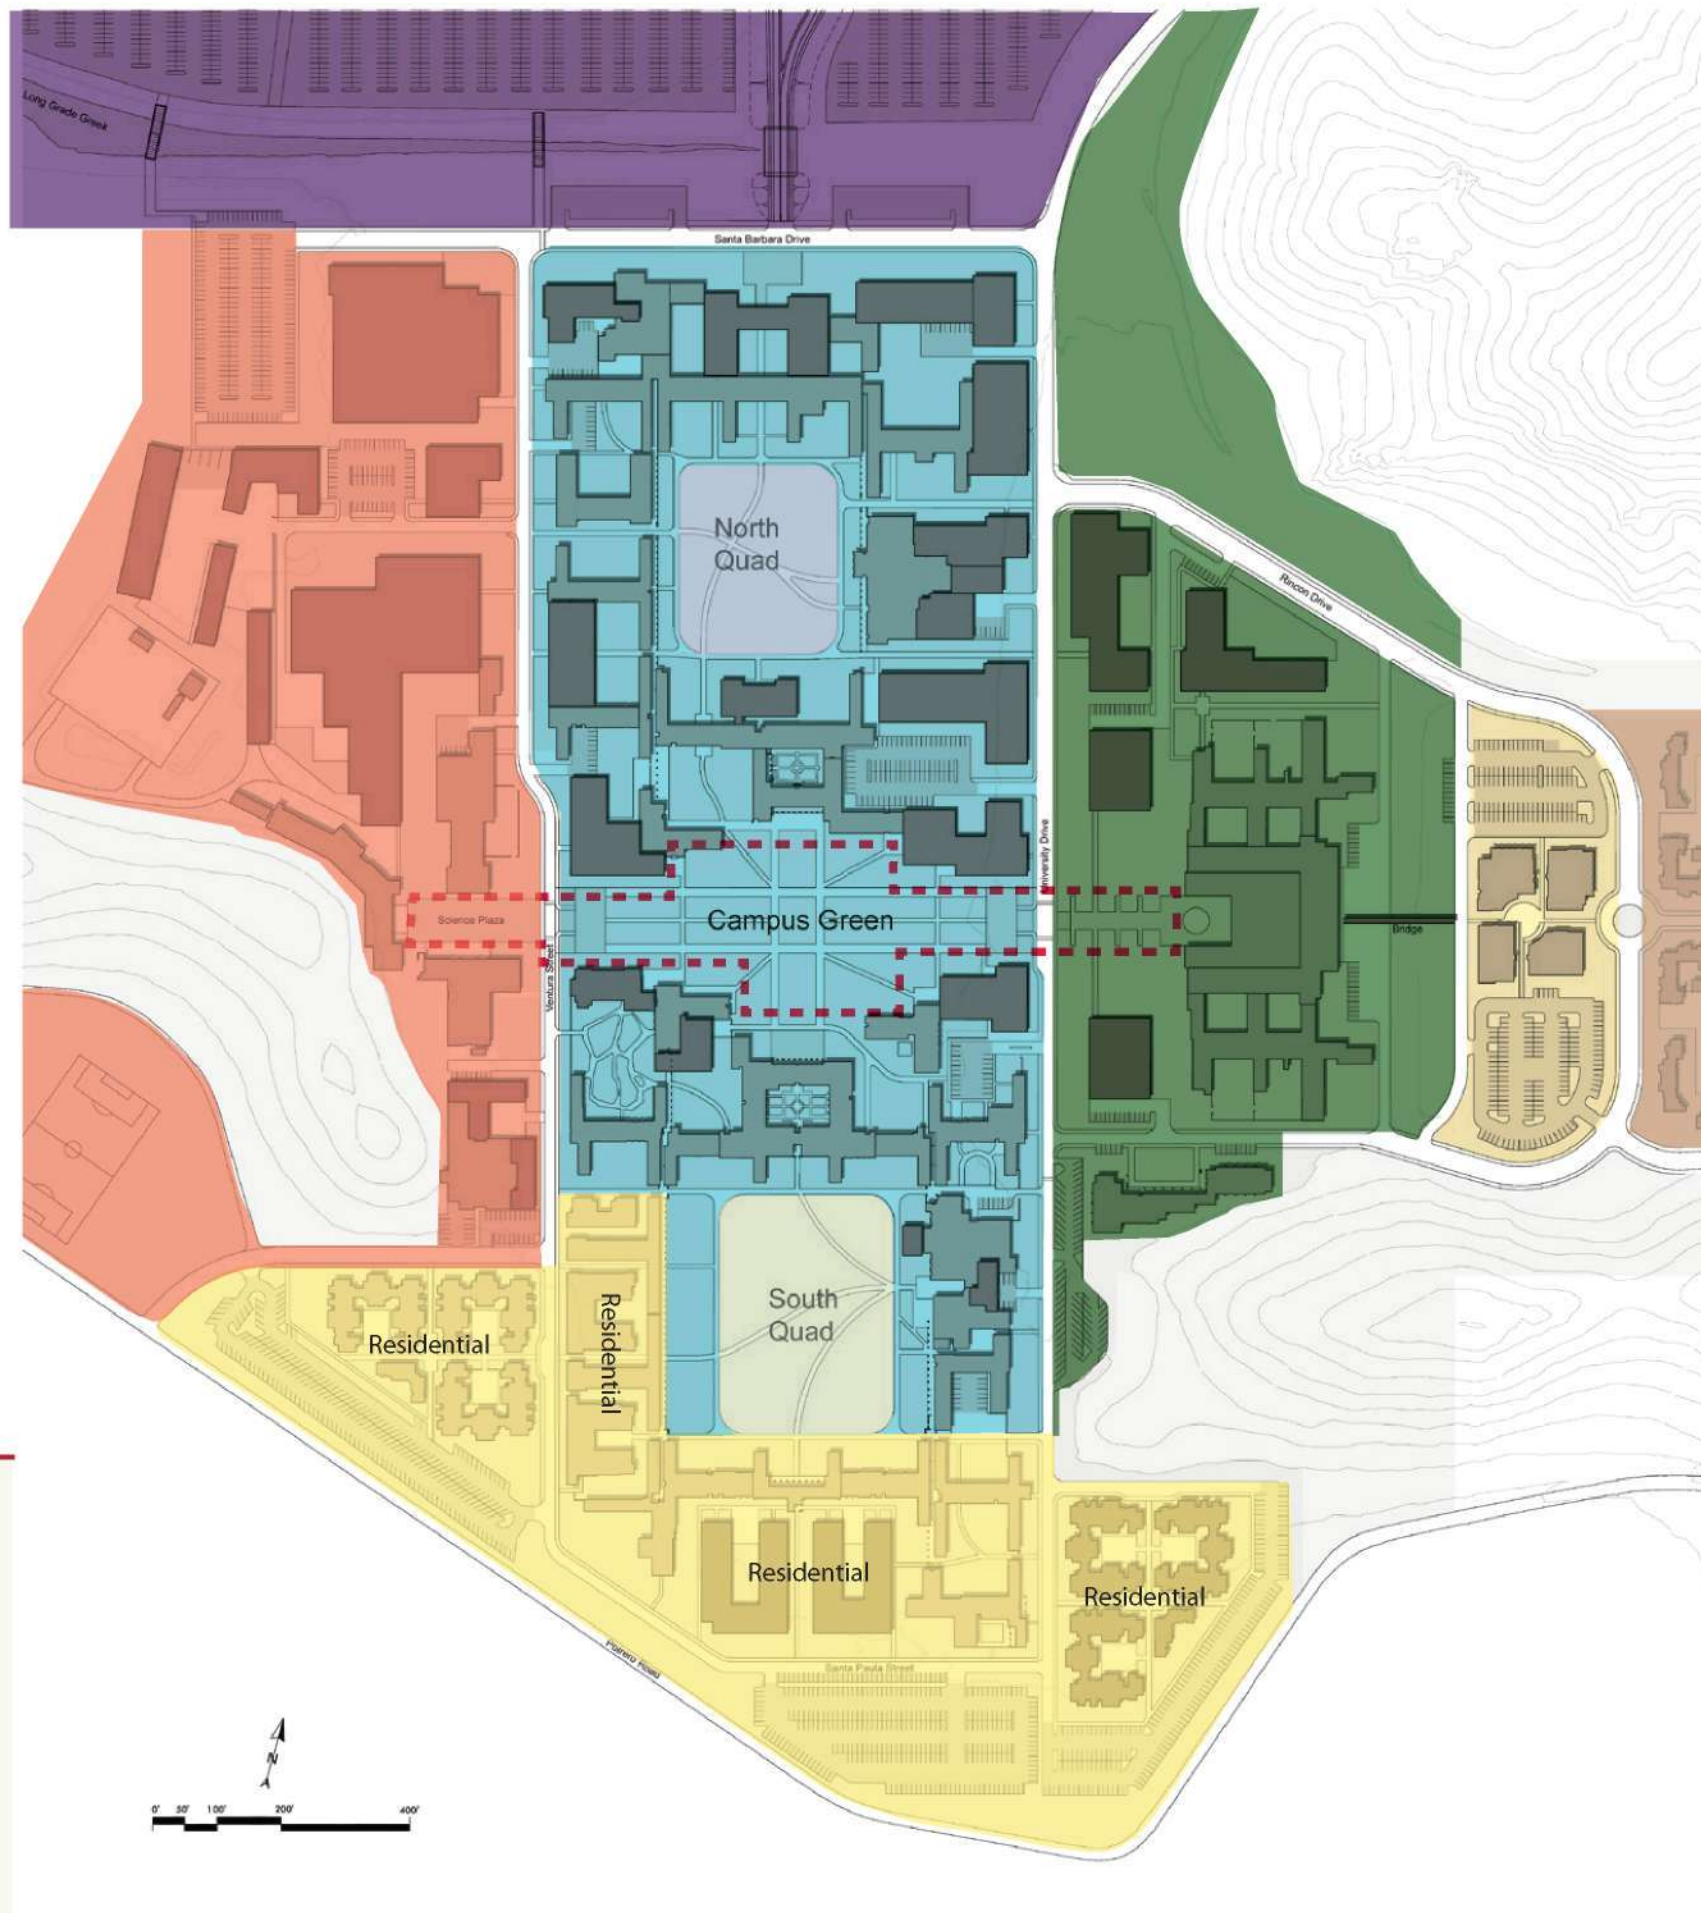 Long Grade Greek
Santa Barbara Drive
North
Quad
Rincon Drive
University Drive
Science Plaza
Campus Green
Bridge
Ventura Street
South
Quad
Residential
Residential
Residential
Residential
Santa Paula Street
Potrero Road
N
0' 50' 100' 200' 400'